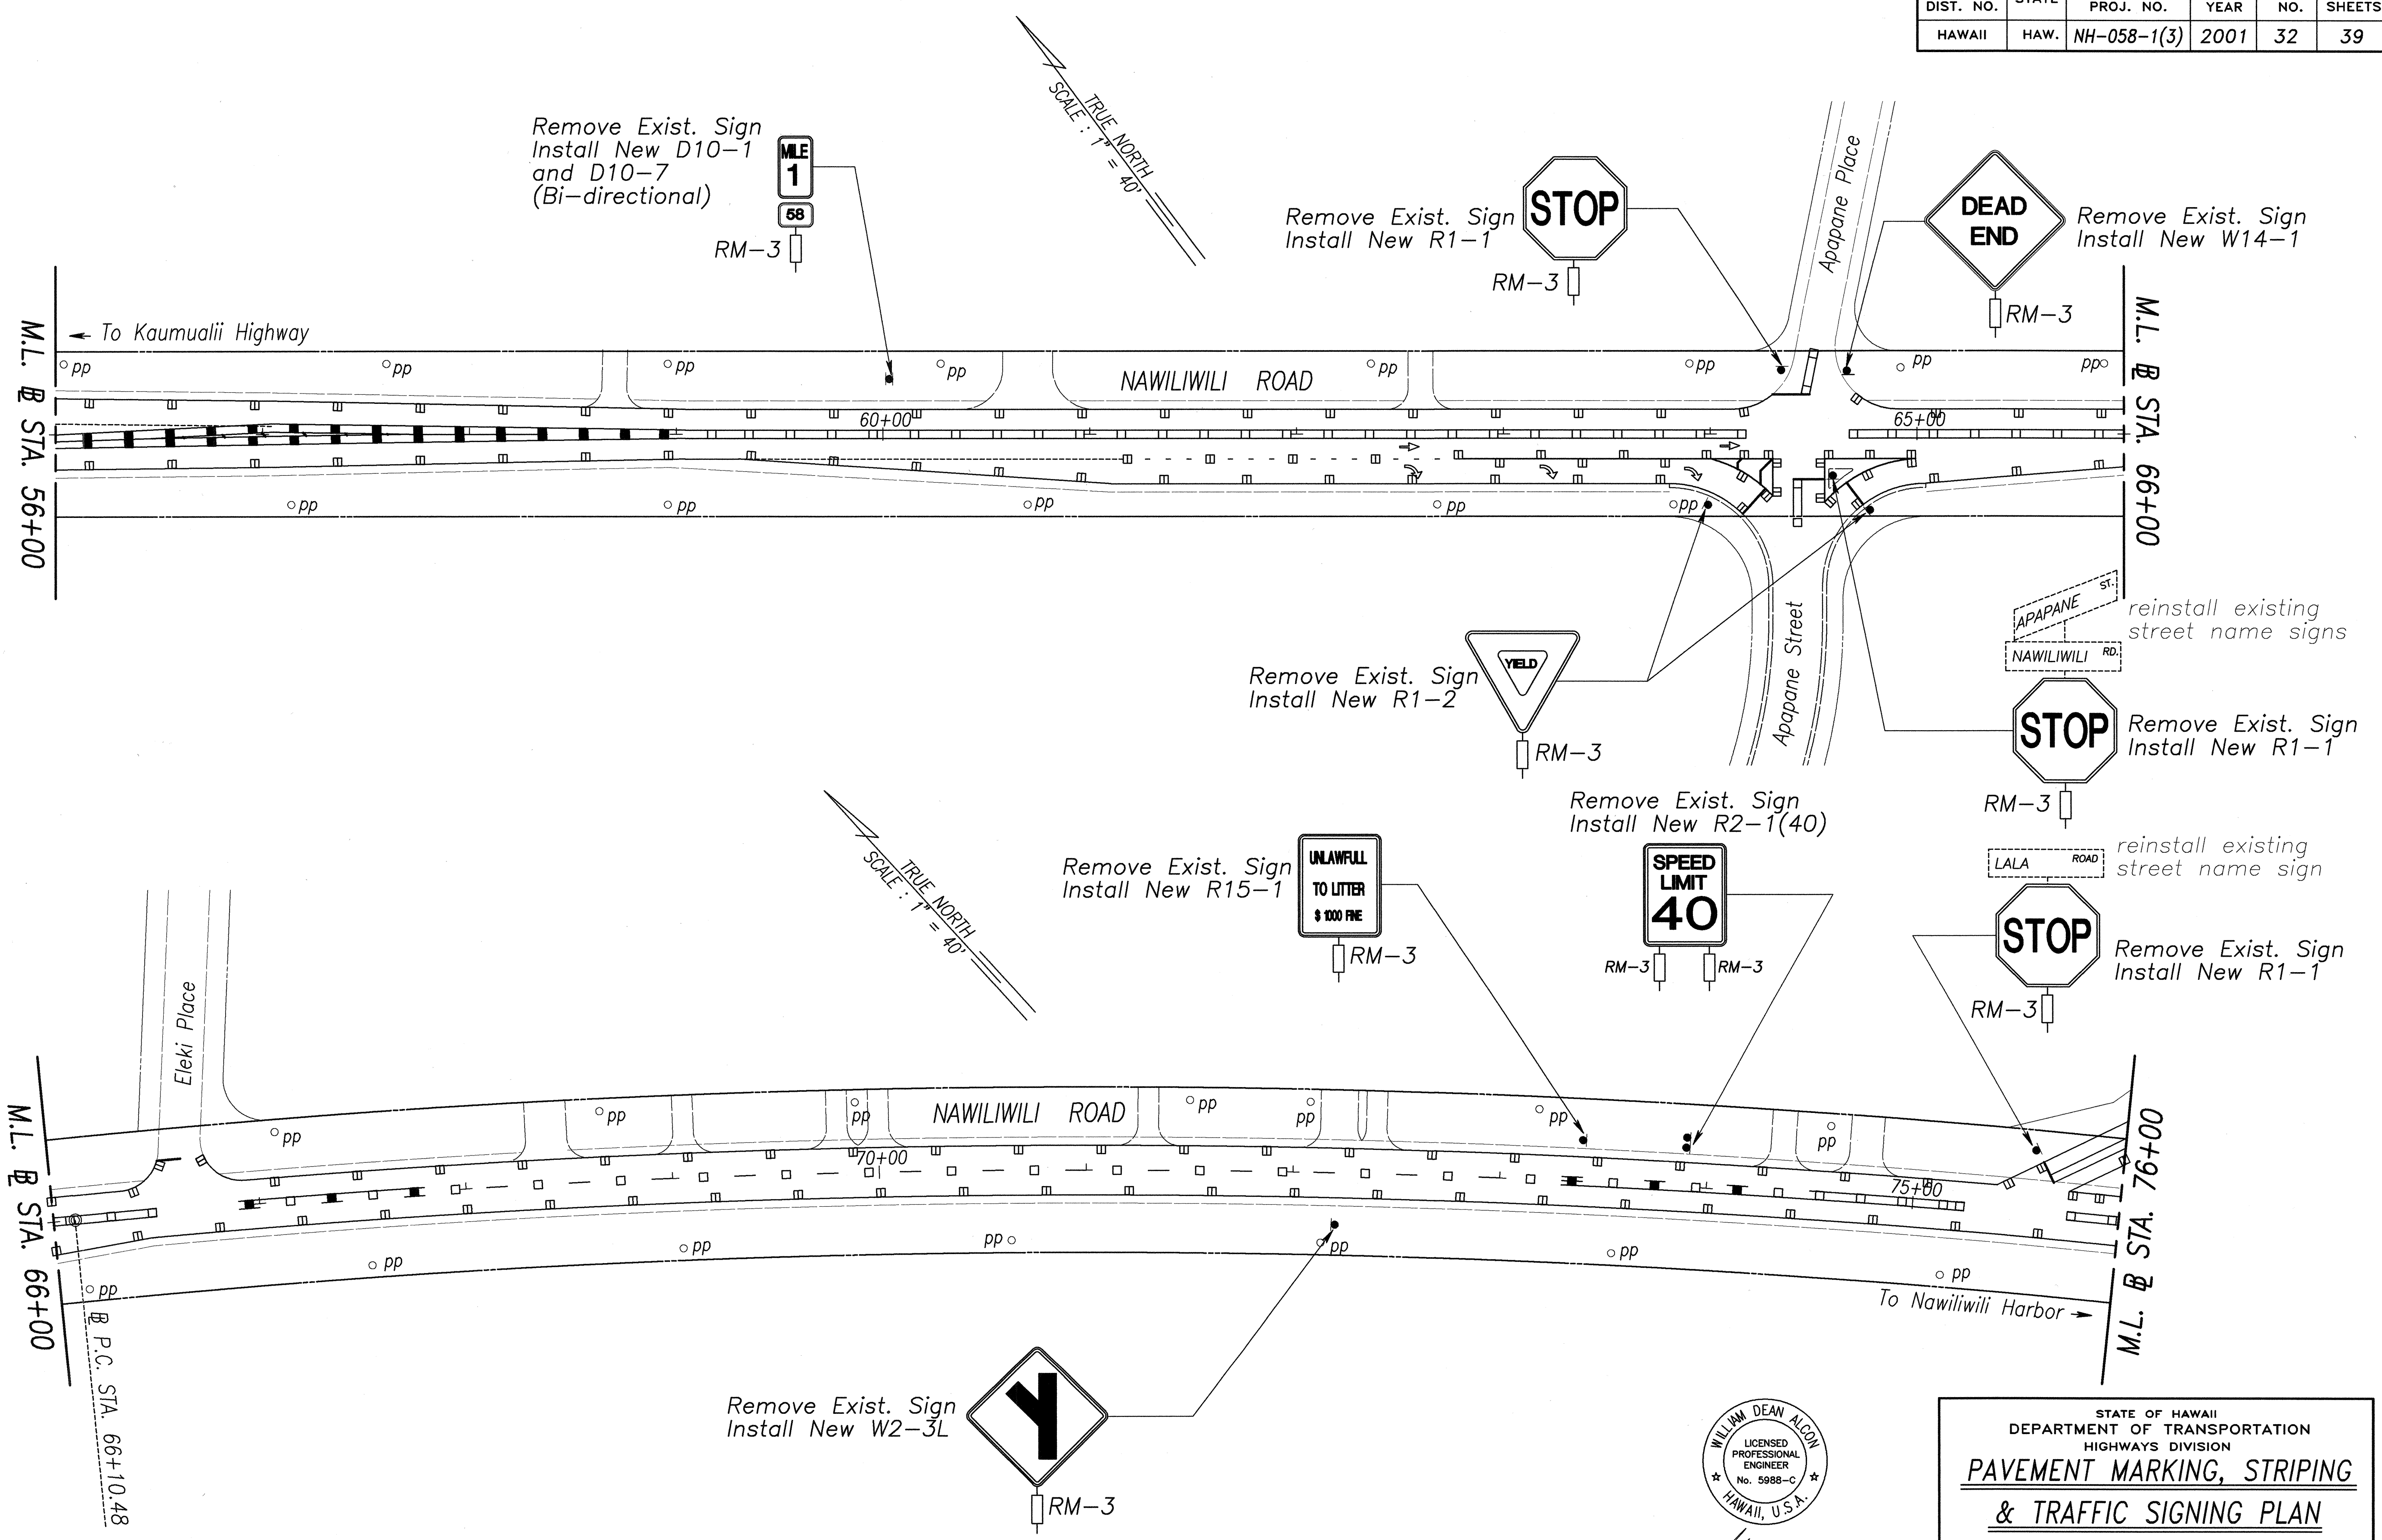 DIST. NO. STATE PROJ. NO. YEAR NO. SHEETS
HAWAII HAW. NH-058-1(3) 2001 32 39
TRUE NORTH
SCALE : 1" = 40'
Remove Exist. Sign
Install New D10-1
and D10-7
(Bi-directional)
MILE
1
58
RM-3
Remove Exist. Sign
Install New R1-1
STOP
RM-3
Apapane Place
DEAD
END
Remove Exist. Sign
Install New W14-1
RM-3
M.L. BL STA. 56+00
← To Kaumualii Highway
pp
pp
pp
pp
pp
pp
pp
pp
NAWILIWILI ROAD
60+00
65+00
pp
pp
pp
pp
pp
M.L. BL STA. 66+00
Remove Exist. Sign
Install New R1-2
YIELD
RM-3
Apapane Street
APAPANE ST.
NAWILIWILI RD.
reinstall existing
street name signs
STOP
Remove Exist. Sign
Install New R1-1
RM-3
TRUE NORTH
SCALE : 1" = 40'
Remove Exist. Sign
Install New R15-1
UNLAWFULL
TO LITTER
$ 1000 FINE
RM-3
Remove Exist. Sign
Install New R2-1(40)
SPEED
LIMIT
40
RM-3
RM-3
LALA ROAD
reinstall existing
street name sign
STOP
Remove Exist. Sign
Install New R1-1
RM-3
Eleki Place
M.L. BL STA. 66+00
NAWILIWILI ROAD
pp
pp
pp
pp
pp
pp
pp
70+00
75+00
pp
pp
pp
pp
pp
pp
pp
To Nawiliwili Harbor →
M.L. BL STA. 76+00
BL P.C. STA. 66+10.48
Remove Exist. Sign
Install New W2-3L
RM-3
WILLIAM DEAN ALCON
LICENSED
PROFESSIONAL
ENGINEER
No. 5988-C
HAWAII, U.S.A.
STATE OF HAWAII
DEPARTMENT OF TRANSPORTATION
HIGHWAYS DIVISION
PAVEMENT MARKING, STRIPING
& TRAFFIC SIGNING PLAN